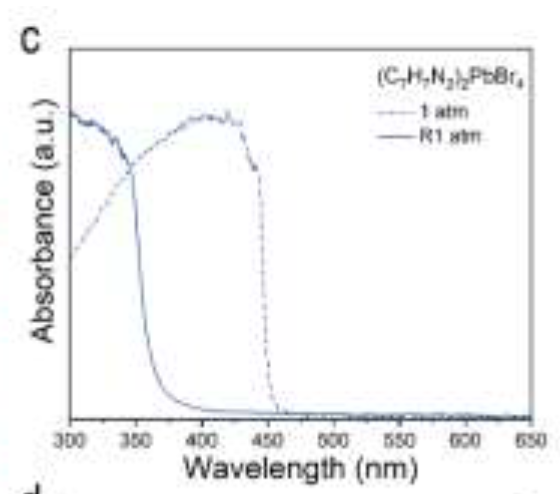 C
(C₇H₇N₂)₂PbBr₄
1 atm
R1 atm
Absorbance (a.u.)
300 350 400 450 500 550 600 650
Wavelength (nm)
d